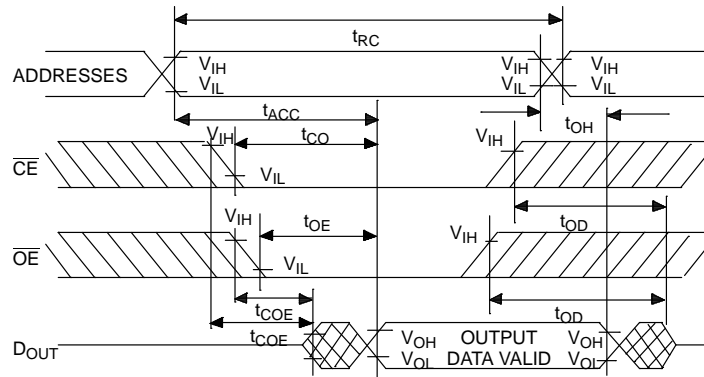 tRC
ADDRESSES
VIH
VIL
VIH
VIL
VIH
VIL
tACC
tOH
VIH
tCO
VIH
CE
VIL
tOD
VIH
tOE
VIH
OE
VIL
tCOE
tOD
tCOE
DOUT
VOH
VOL
OUTPUT
DATA VALID
VOH
VOL